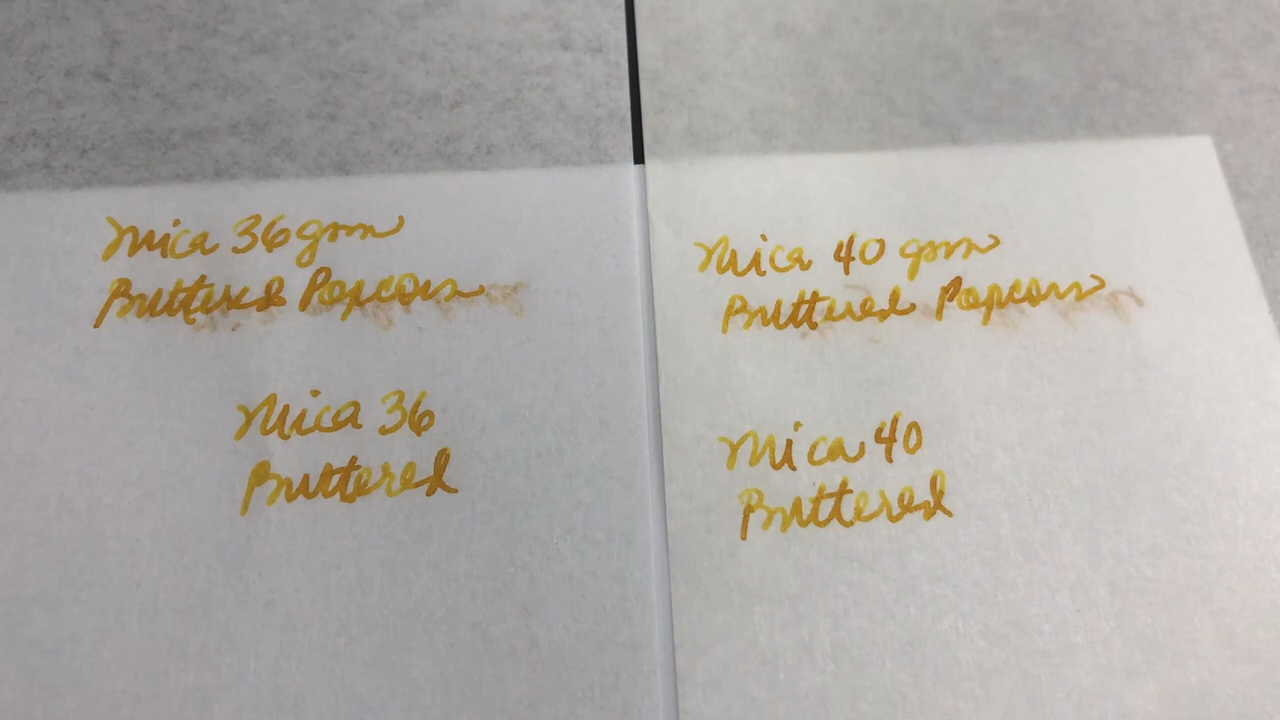 Mica 36 gsm
Buttered Popcorn
Mica 36
Buttered
Mica 40 gsm
Buttered Popcorn
Mica 40
Buttered